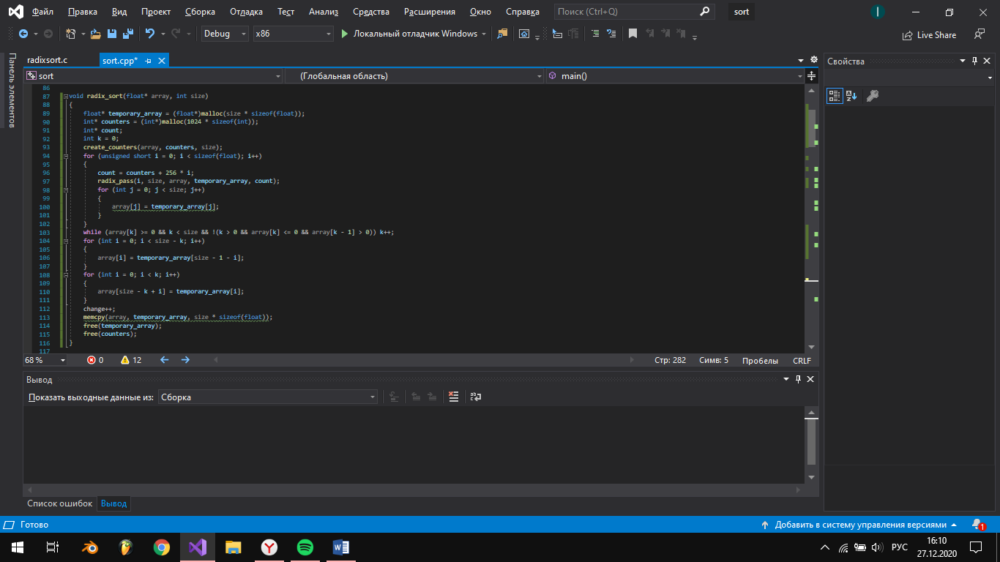 Файл Правка Вид Проект Сборка Отладка Тест Анализ Средства Расширения Окно Справка Поиск (Ctrl+Q) sort I
Debug x86 Локальный отладчик Windows Live Share
Панель элементов
radixsort.c sort.cpp*
sort (Глобальная область) main()
86
87 void radix_sort(float* array, int size)
88 {
89 float* temporary_array = (float*)malloc(size * sizeof(float));
90 int* counters = (int*)malloc(1024 * sizeof(int));
91 int* count;
92 int k = 0;
93 create_counters(array, counters, size);
94 for (unsigned short i = 0; i < sizeof(float); i++)
95 {
96 count = counters + 256 * i;
97 radix_pass(i, size, array, temporary_array, count);
98 for (int j = 0; j < size; j++)
99 {
100 array[j] = temporary_array[j];
101 }
102 }
103 while (array[k] >= 0 && k < size && !(k > 0 && array[k] <= 0 && array[k - 1] > 0)) k++;
104 for (int i = 0; i < size - k; i++)
105 {
106 array[i] = temporary_array[size - 1 - i];
107 }
108 for (int i = 0; i < k; i++)
109 {
110 array[size - k + i] = temporary_array[i];
111 }
112 change++;
113 memcpy(array, temporary_array, size * sizeof(float));
114 free(temporary_array);
115 free(counters);
116 }
117
68 % 0 12 Стр: 282 Симв: 5 Пробелы CRLF
Свойства
Вывод
Показать выходные данные из: Сборка
Список ошибок Вывод
Готово Добавить в систему управления версиями 1
РУС 16:10
27.12.2020